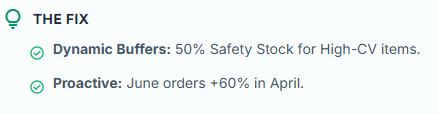 THE FIX
Dynamic Buffers: 50% Safety Stock for High-CV items.
Proactive: June orders +60% in April.